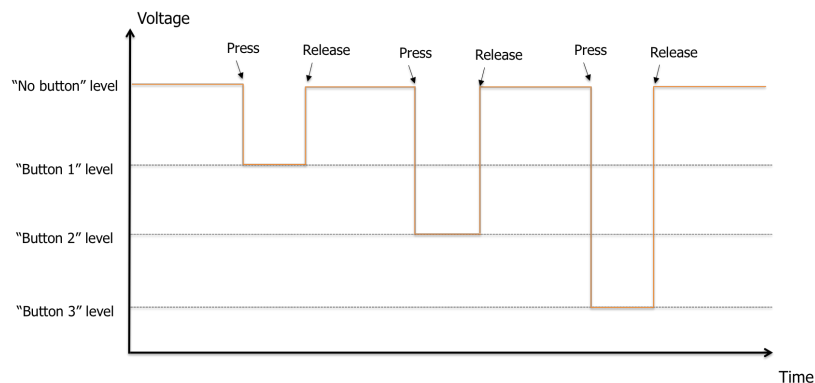 Voltage
Press
Release
Press
Release
Press
Release
“No button” level
“Button 1” level
“Button 2” level
“Button 3” level
Time